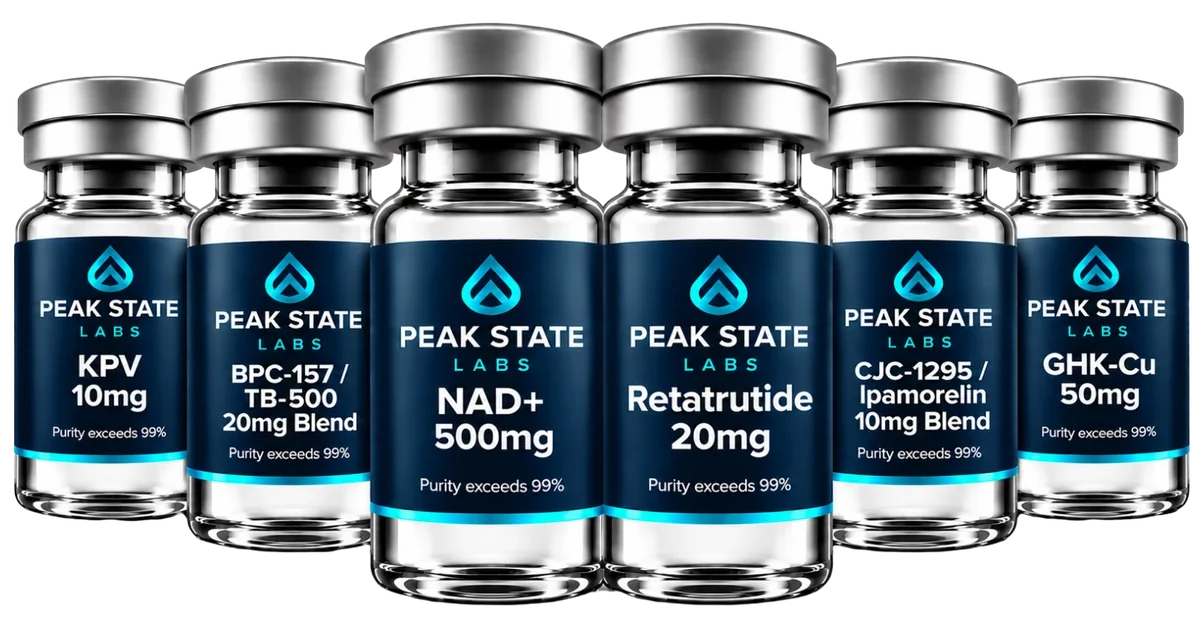 PEAK STATE
LABS
KPV
10mg
Purity exceeds 99%
PEAK STATE
LABS
BPC-157 /
TB-500
20mg Blend
Purity exceeds 99%
PEAK STATE
LABS
NAD+
500mg
Purity exceeds 99%
PEAK STATE
LABS
Retatrutide
20mg
Purity exceeds 99%
PEAK STATE
LABS
CJC-1295 /
Ipamorelin
10mg Blend
Purity exceeds 99%
PEAK STATE
LABS
GHK-Cu
50mg
Purity exceeds 99%